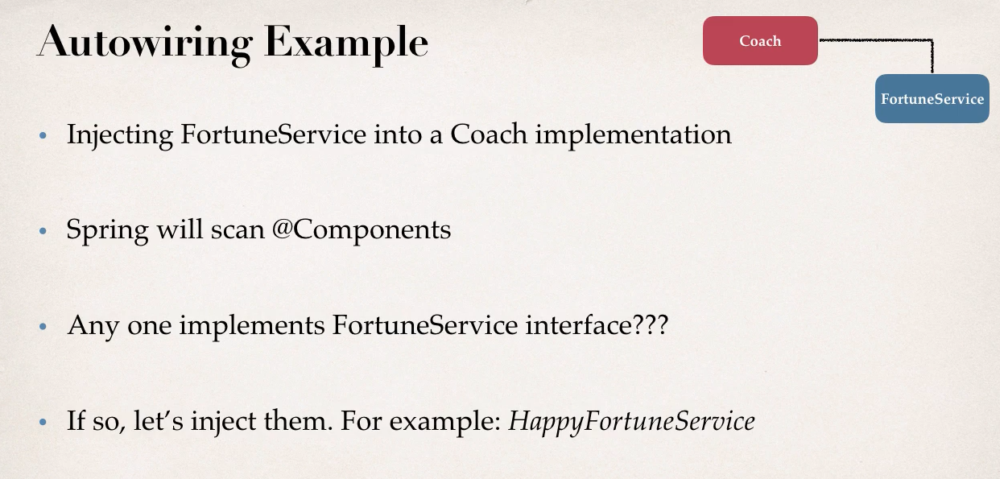 Autowiring Example
Coach
FortuneService
• Injecting FortuneService into a Coach implementation
• Spring will scan @Components
• Any one implements FortuneService interface???
• If so, let’s inject them. For example: HappyFortuneService